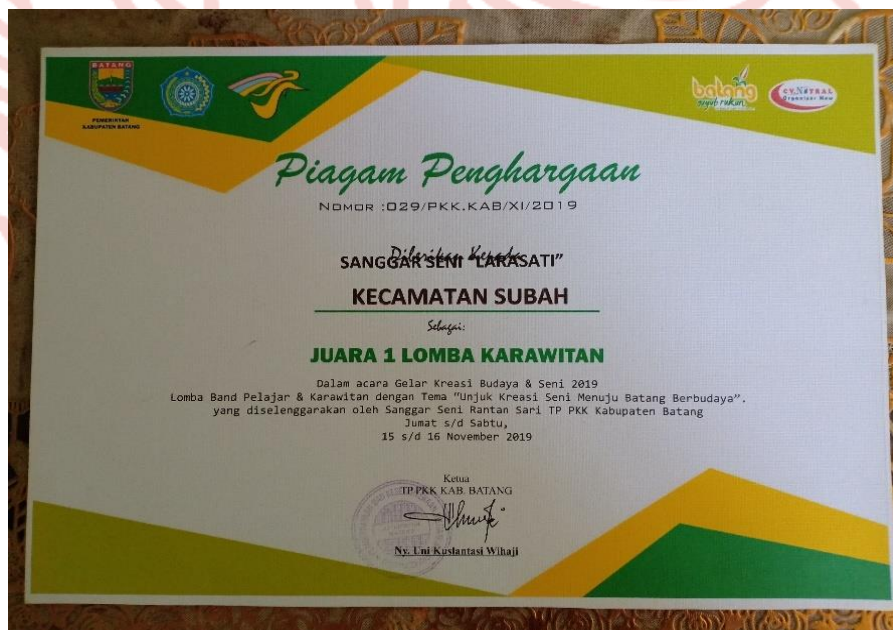 BATANG
PEMERINTAH
KABUPATEN BATANG
batang
CV.NETRAL
Organizer New
Piagam Penghargaan
NOMOR :029/PKK.KAB/XI/2019
Diberikan Kepada
SANGGAR SENI "LARASATI"
KECAMATAN SUBAH
Sebagai:
JUARA 1 LOMBA KARAWITAN
Dalam acara Gelar Kreasi Budaya & Seni 2019
Lomba Band Pelajar & Karawitan dengan Tema "Unjuk Kreasi Seni Menuju Batang Berbudaya".
yang diselenggarakan oleh Sanggar Seni Rantan Sari TP PKK Kabupaten Batang
Jumat s/d Sabtu,
15 s/d 16 November 2019
Ketua
TP PKK KAB. BATANG
Ny. Uni Kuslantasi Wihaji